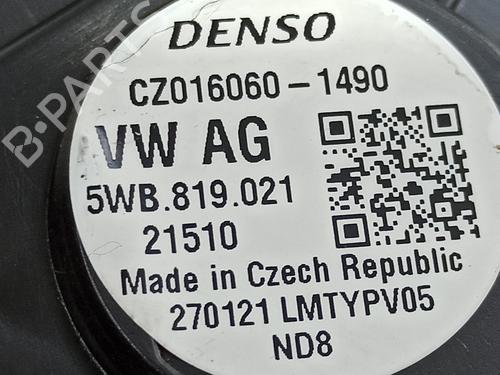 DENSO
CZ016060-1490
VW AG
5WB.819.021
21510
Made in Czech Republic
270121 LMTYPV05
ND8
B-PARTS